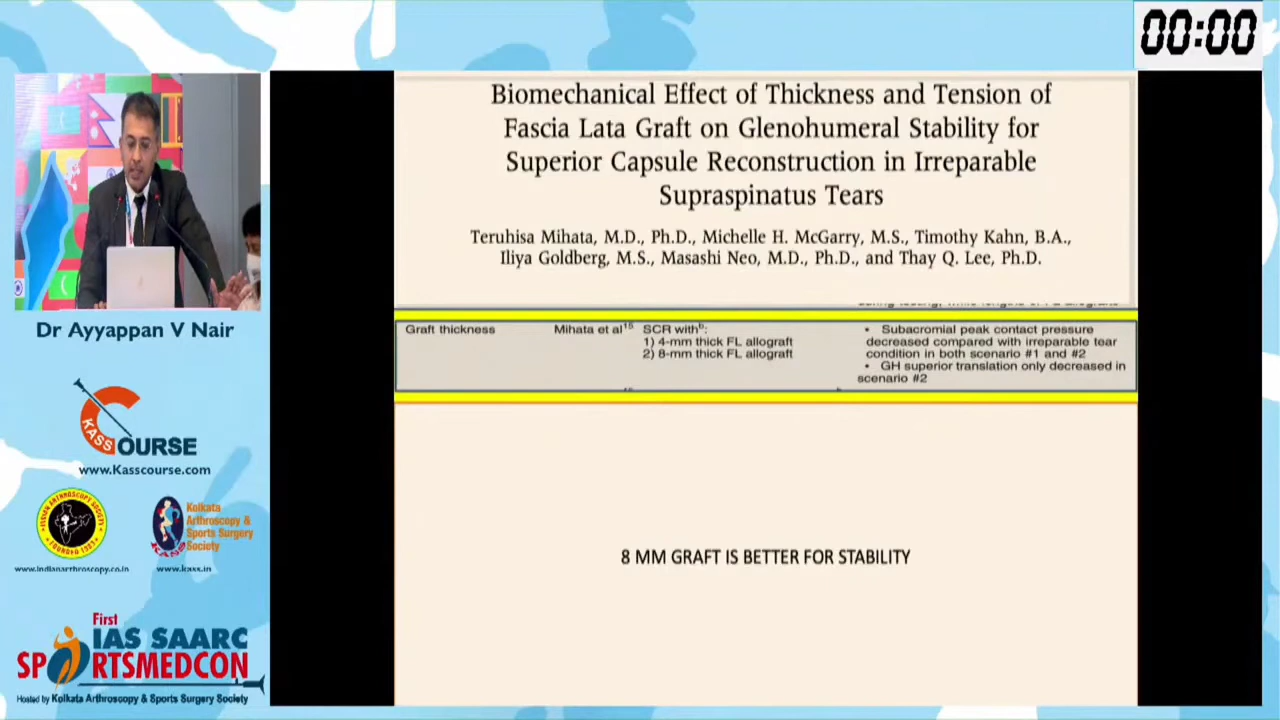 00:00
Biomechanical Effect of Thickness and Tension of
Fascia Lata Graft on Glenohumeral Stability for
Superior Capsule Reconstruction in Irreparable
Supraspinatus Tears
Teruhisa Mihata, M.D., Ph.D., Michelle H. McGarry, M.S., Timothy Kahn, B.A.,
Iliya Goldberg, M.S., Masashi Neo, M.D., Ph.D., and Thay Q. Lee, Ph.D.
Graft thickness
Mihata et al15
SCR withb:
1) 4-mm thick FL allograft
2) 8-mm thick FL allograft
• Subacromial peak contact pressure
decreased compared with irreparable tear
condition in both scenario #1 and #2
• GH superior translation only decreased in
scenario #2
8 MM GRAFT IS BETTER FOR STABILITY
Dr Ayyappan V Nair
KASS
COURSE
www.Kasscourse.com
INDIAN ARTHROSCOPY SOCIETY
www.indianarthroscopy.co.in
Kolkata
Arthroscopy &
Sports Surgery
Society
KASS
www.kass.in
First
IAS SAARC
SPORTSMEDCON
Hosted by Kolkata Arthroscopy & Sports Surgery Society